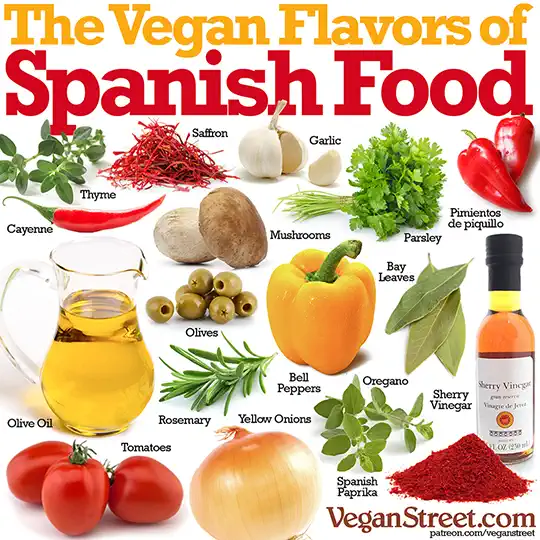 The Vegan Flavors of
Spanish Food
Saffron
Garlic
Thyme
Cayenne
Mushrooms
Parsley
Pimientos
de piquillo
Bay
Leaves
Olives
Bell
Peppers
Oregano
Sherry
Vinegar
Sherry Vinegar
gran reserva
Vinagre de Jerez
Olive Oil
Rosemary
Yellow Onions
Tomatoes
Spanish
Paprika
VeganStreet.com
patreon.com/veganstreet